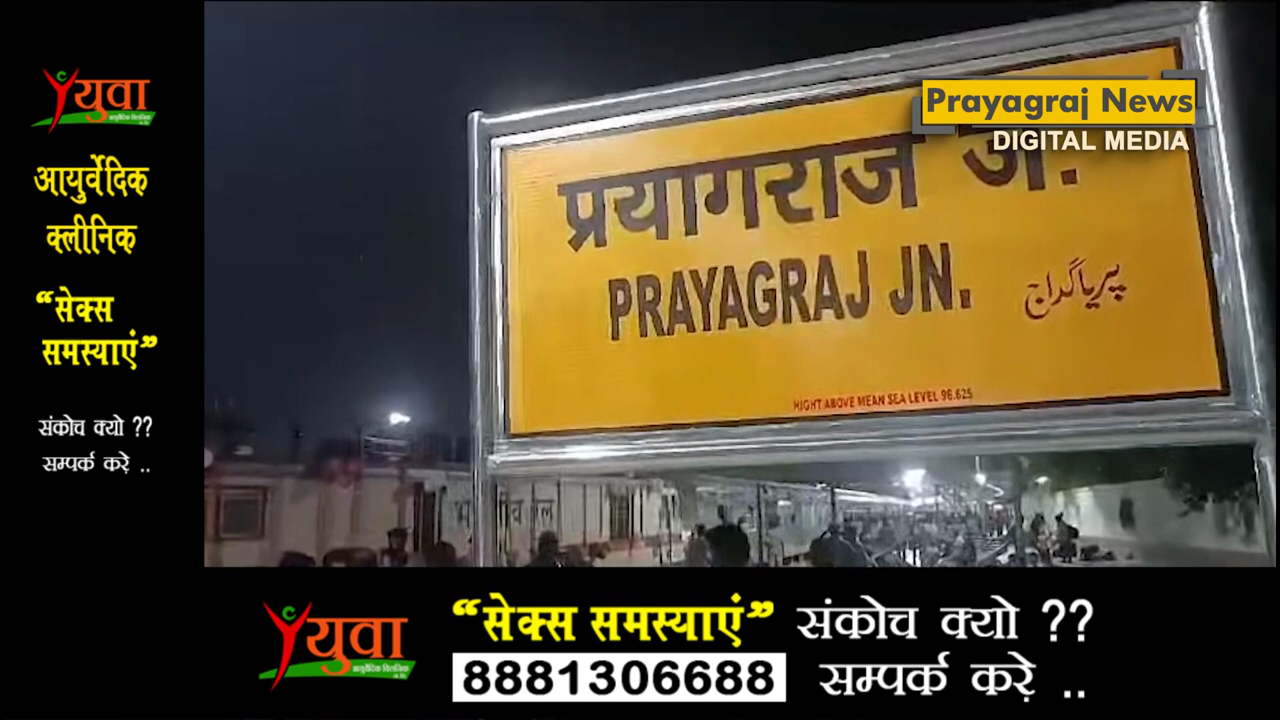 युवा
आयुर्वेदिक
क्लीनिक
“सेक्स
समस्याएं”
संकोच क्यो ??
सम्पर्क करे ..
Prayagraj News
DIGITAL MEDIA
प्रयागराज जं.
PRAYAGRAJ JN.
پریاگراج
HIGHT ABOVE MEAN SEA LEVEL 96.625
युवा
आयुर्वेदिक क्लिनिक
“सेक्स समस्याएं” संकोच क्यो ??
8881306688 सम्पर्क करे ..